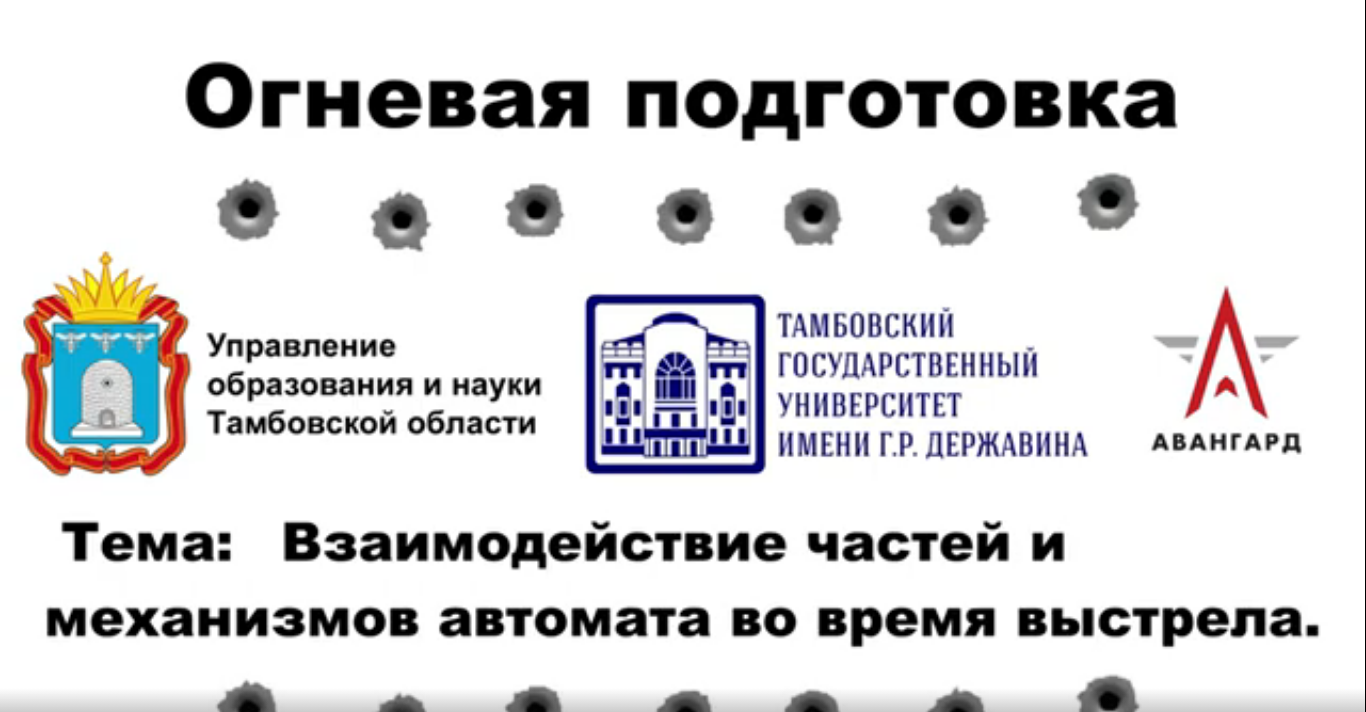 Огневая подготовка
Управление
образования и науки
Тамбовской области
ТАМБОВСКИЙ
ГОСУДАРСТВЕННЫЙ
УНИВЕРСИТЕТ
ИМЕНИ Г.Р. ДЕРЖАВИНА
АВАНГАРД
Тема: Взаимодействие частей и
механизмов автомата во время выстрела.